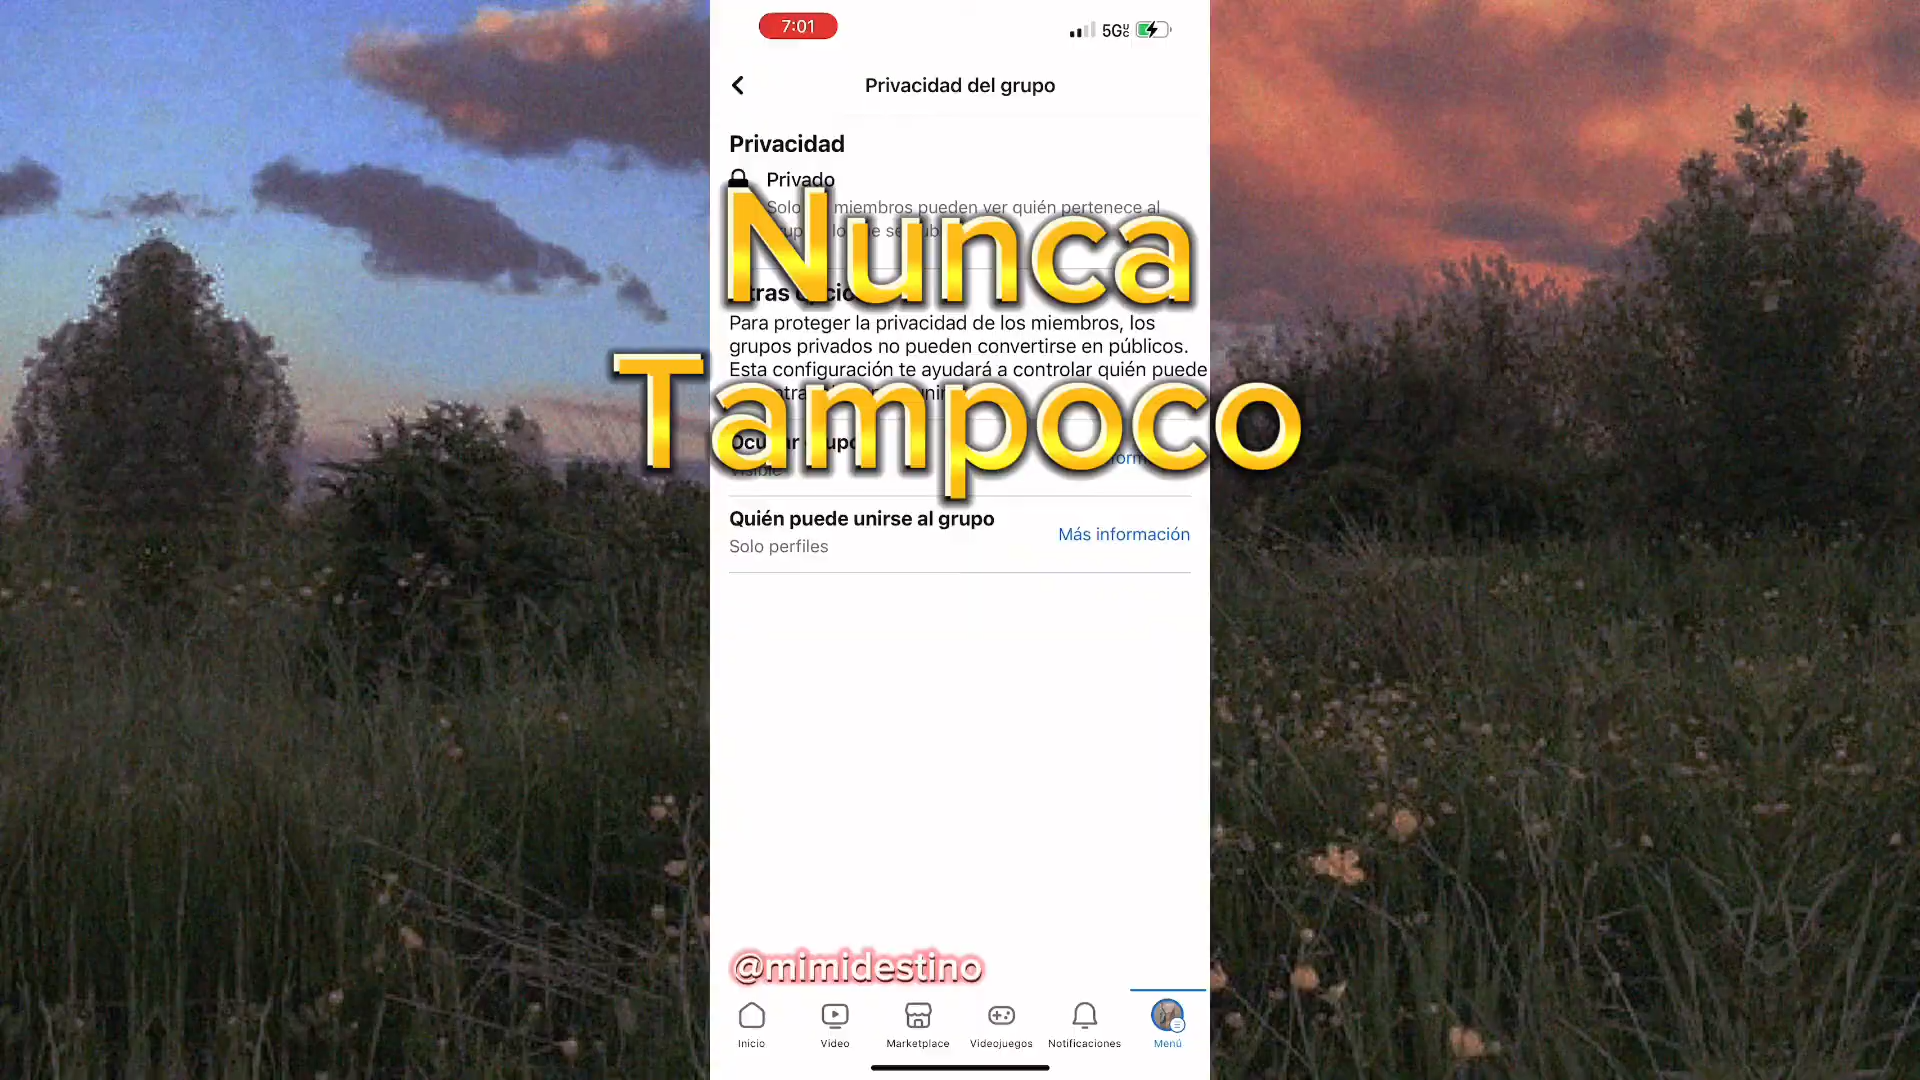 7:01
5G
Privacidad del grupo
Privacidad
Privado
Solo miembros pueden ver quién pertenece al
Nunca
Para proteger la privacidad de los miembros, los
grupos privados no pueden convertirse en públicos.
Esta configuración te ayudará a controlar quién puede
Tampoco
Visible
Quién puede unirse al grupo
Más información
Solo perfiles
@mimidestino
Inicio
Video
Marketplace
Videojuegos
Notificaciones
Menú